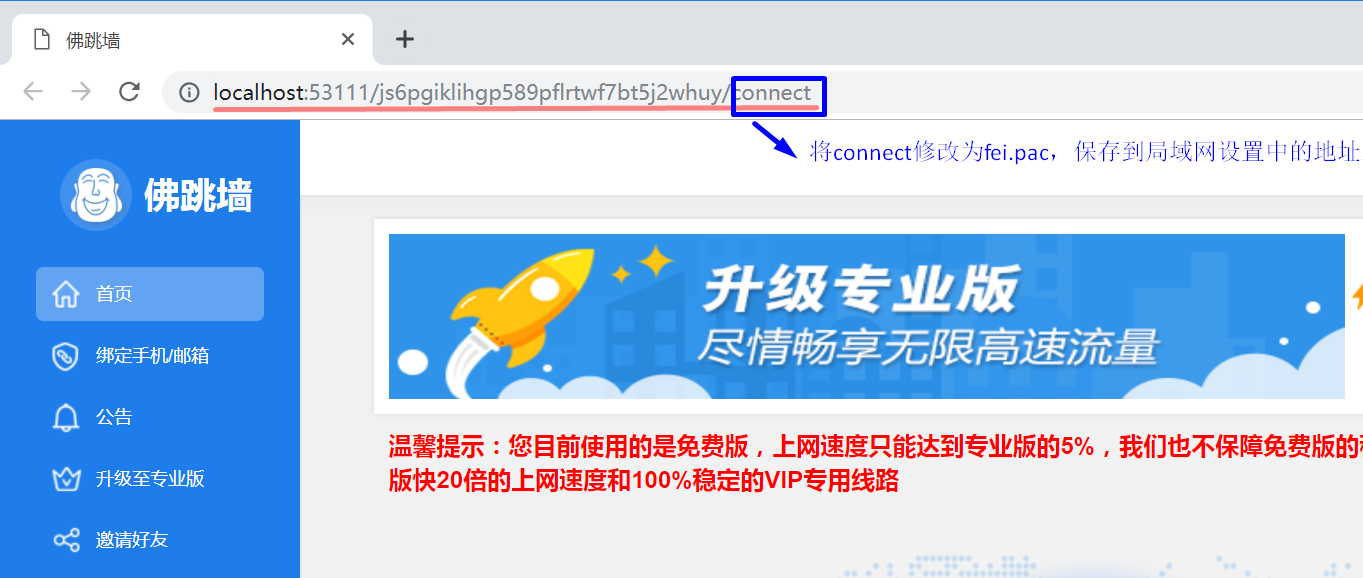 佛跳墙
localhost:53111/js6pgiklihgp589pflrtwf7bt5j2whuy/connect
将connect修改为fei.pac，保存到局域网设置中的地址
佛跳墙
首页
绑定手机/邮箱
公告
升级至专业版
邀请好友
升级专业版
尽情畅享无限高速流量
温馨提示：您目前使用的是免费版，上网速度只能达到专业版的5%，我们也不保障免费版的
版快20倍的上网速度和100%稳定的VIP专用线路